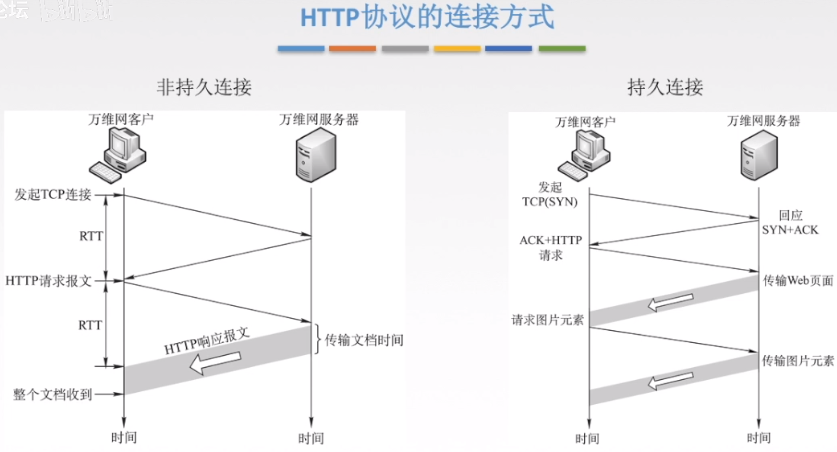 论坛
HTTP协议的连接方式
非持久连接
万维网客户
万维网服务器
发起TCP连接
RTT
HTTP请求报文
RTT
HTTP响应报文
传输文档时间
整个文档收到
时间
时间
持久连接
万维网客户
万维网服务器
发起
TCP(SYN)
回应
SYN+ACK
ACK+HTTP
请求
传输Web页面
请求图片元素
传输图片元素
时间
时间